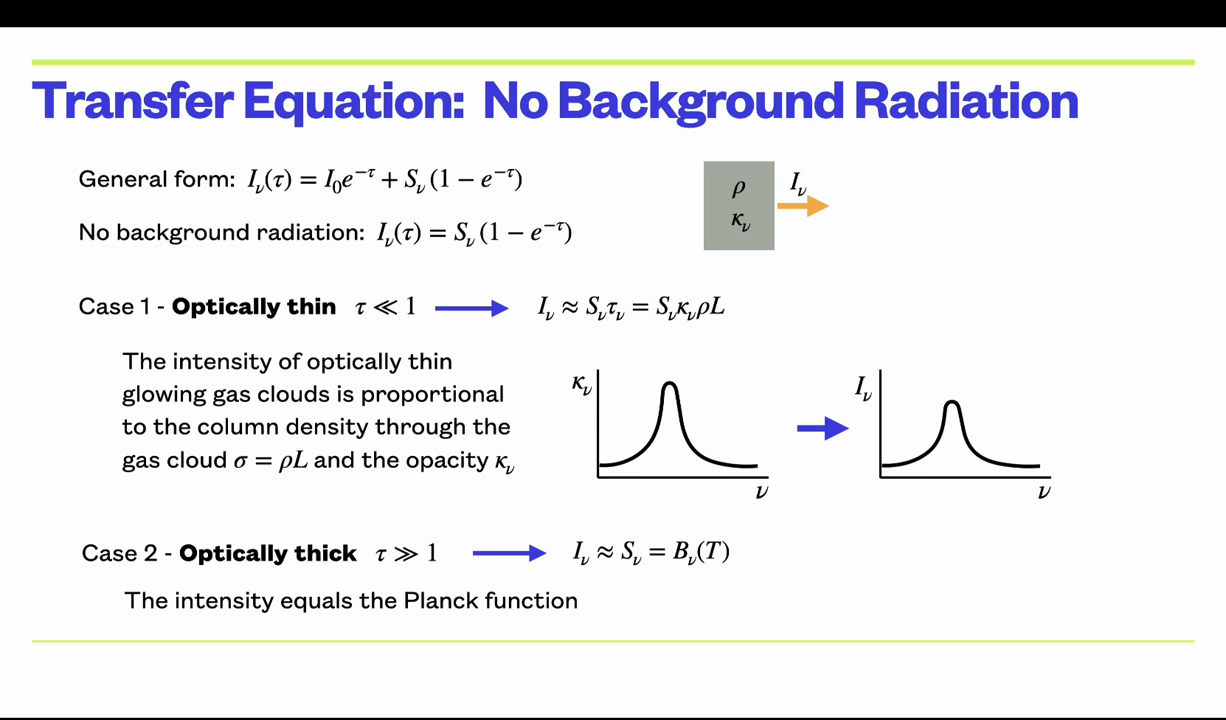 Transfer Equation: No Background Radiation
General form: I_ν(τ) = I₀e^{−τ} + S_ν (1 − e^{−τ})
No background radiation: I_ν(τ) = S_ν (1 − e^{−τ})
ρ
κ_ν
I_ν
Case 1 - Optically thin τ ≪ 1
I_ν ≈ S_ντ_ν = S_νκ_νρL
The intensity of optically thin
glowing gas clouds is proportional
to the column density through the
gas cloud σ = ρL and the opacity κ_ν
κ_ν
ν
I_ν
ν
Case 2 - Optically thick τ ≫ 1
I_ν ≈ S_ν = B_ν(T)
The intensity equals the Planck function